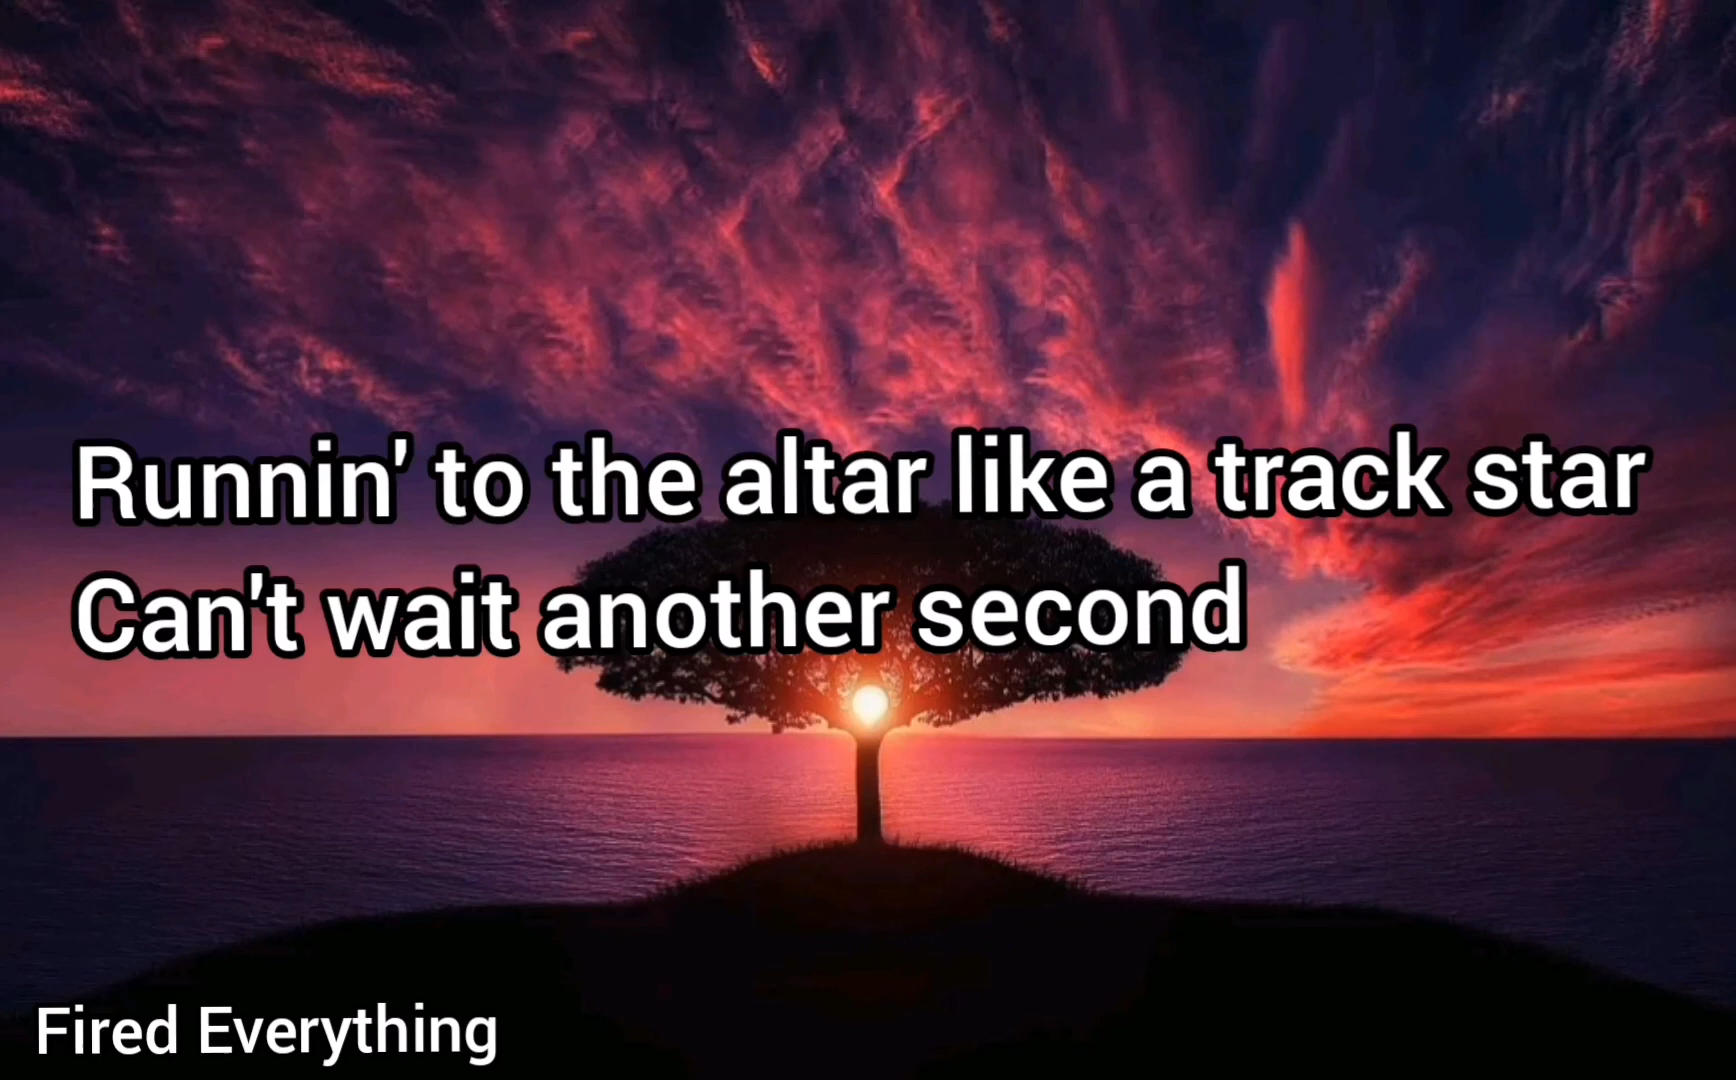 Runnin' to the altar like a track star
Can't wait another second
Fired Everything